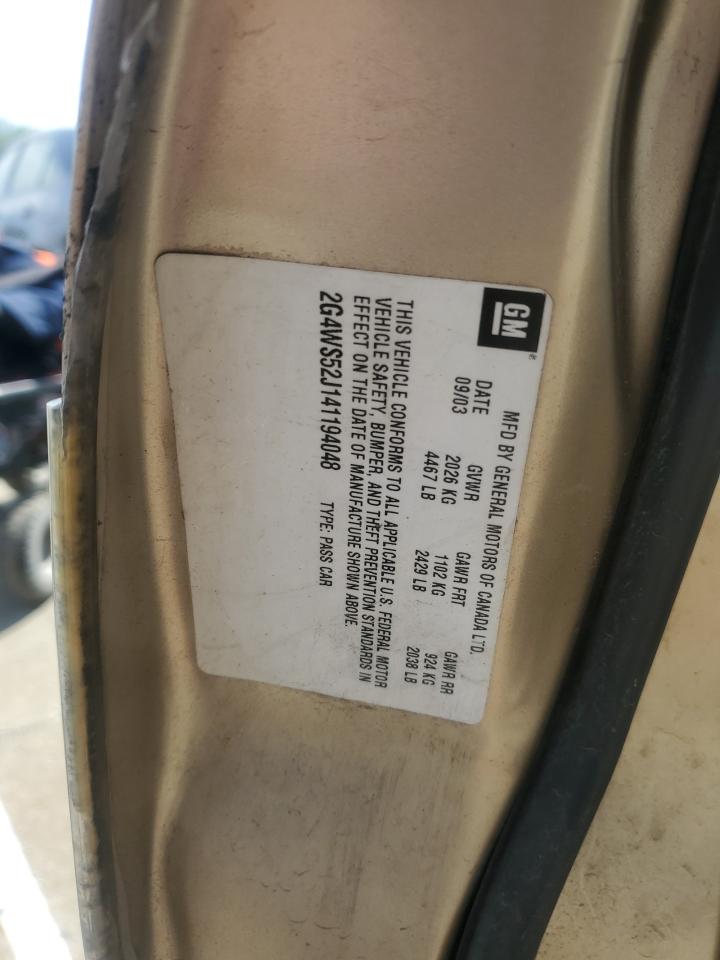 GM®
MFD BY GENERAL MOTORS OF CANADA LTD.
DATE GVWR GAWR FRT GAWR RR
09/03 2026 KG 1102 KG 924 KG
4467 LB 2429 LB 2038 LB
THIS VEHICLE CONFORMS TO ALL APPLICABLE U.S. FEDERAL MOTOR
VEHICLE SAFETY, BUMPER, AND THEFT PREVENTION STANDARDS IN
EFFECT ON THE DATE OF MANUFACTURE SHOWN ABOVE.
2G4WS52J141194048 TYPE: PASS CAR